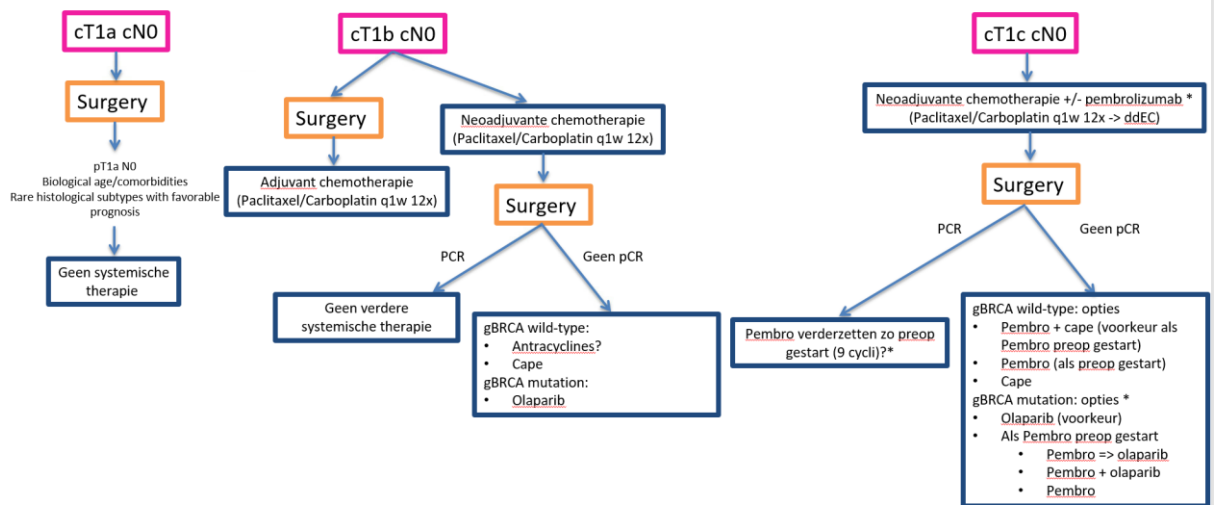 cT1a cN0
Surgery
pT1a N0
Biological age/comorbidities
Rare histological subtypes with favorable
prognosis
Geen systemische
therapie
cT1b cN0
Surgery
Adjuvant chemotherapie
(Paclitaxel/Carboplatin q1w 12x)
Neoadjuvante chemotherapie
(Paclitaxel/Carboplatin q1w 12x)
Surgery
PCR
Geen pCR
Geen verdere
systemische therapie
gBRCA wild-type:
• Antracyclines?
• Cape
gBRCA mutation:
• Olaparib
cT1c cN0
Neoadjuvante chemotherapie +/- pembrolizumab *
(Paclitaxel/Carboplatin q1w 12x -> ddEC)
Surgery
PCR
Geen pCR
Pembro verderzetten zo preop
gestart (9 cycli)?*
gBRCA wild-type: opties
• Pembro + cape (voorkeur als
Pembro preop gestart)
• Pembro (als preop gestart)
• Cape
gBRCA mutation: opties *
• Olaparib (voorkeur)
• Als Pembro preop gestart
• Pembro => olaparib
• Pembro + olaparib
• Pembro